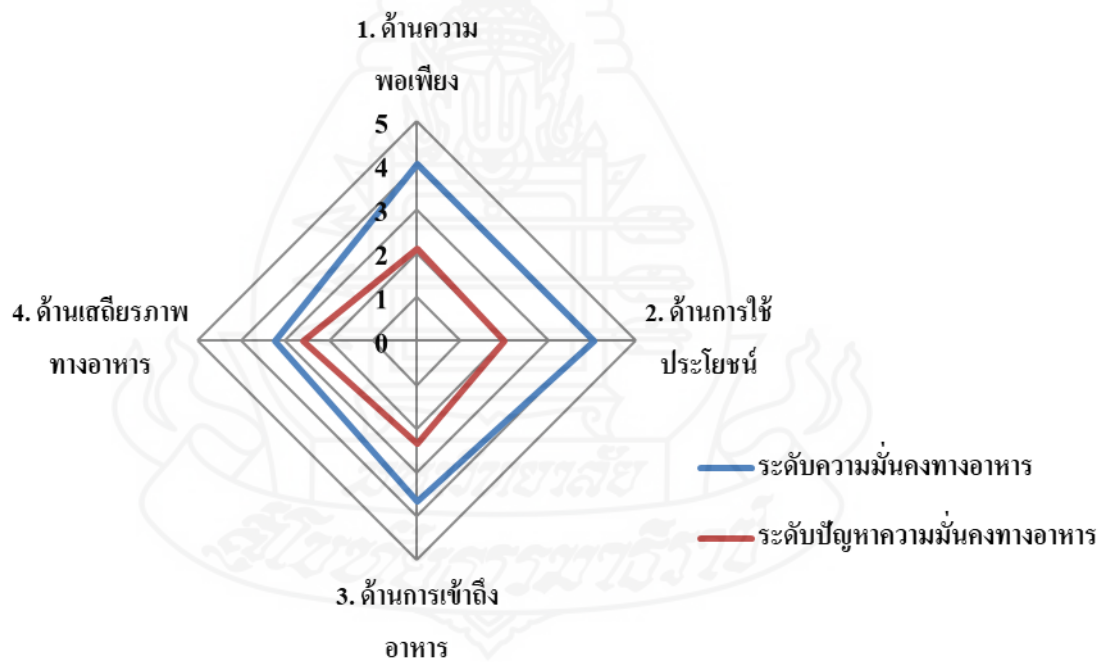 1. ด้านความ
พอเพียง
5
4
3
2
1
0
4. ด้านเสถียรภาพ
ทางอาหาร
2. ด้านการใช้
ประโยชน์
ระดับความมั่นคงทางอาหาร
ระดับปัญหาความมั่นคงทางอาหาร
3. ด้านการเข้าถึง
อาหาร